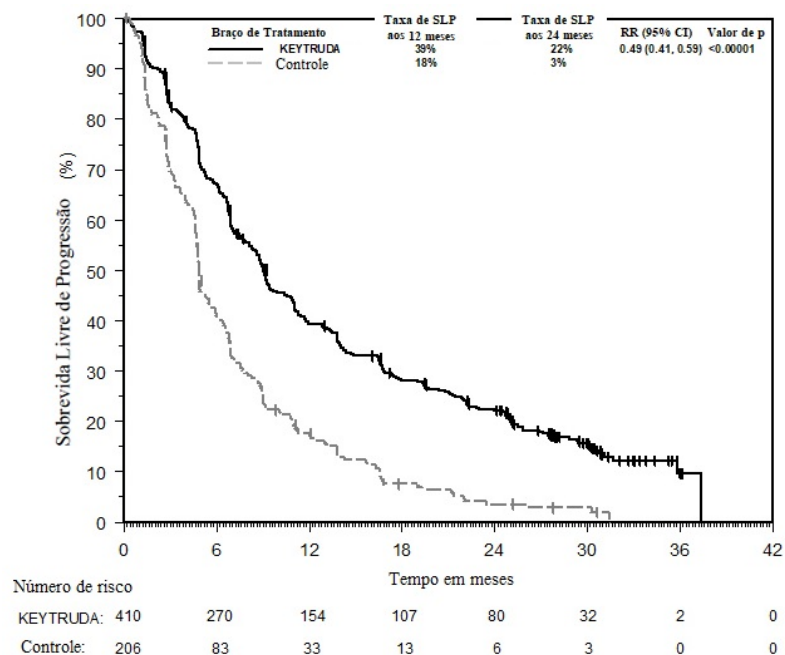 Braço de Tratamento Taxa de SLP aos 12 meses Taxa de SLP aos 24 meses RR (95% CI) Valor de p
KEYTRUDA 39% 22% 0.49 (0.41, 0.59) <0.00001
Controle 18% 3%
100
90
80
70
60
50
40
30
20
10
0
Sobrevida Livre de Progressão (%)
0 6 12 18 24 30 36 42
Tempo em meses
Número de risco
KEYTRUDA: 410 270 154 107 80 32 2 0
Controle: 206 83 33 13 6 3 0 0